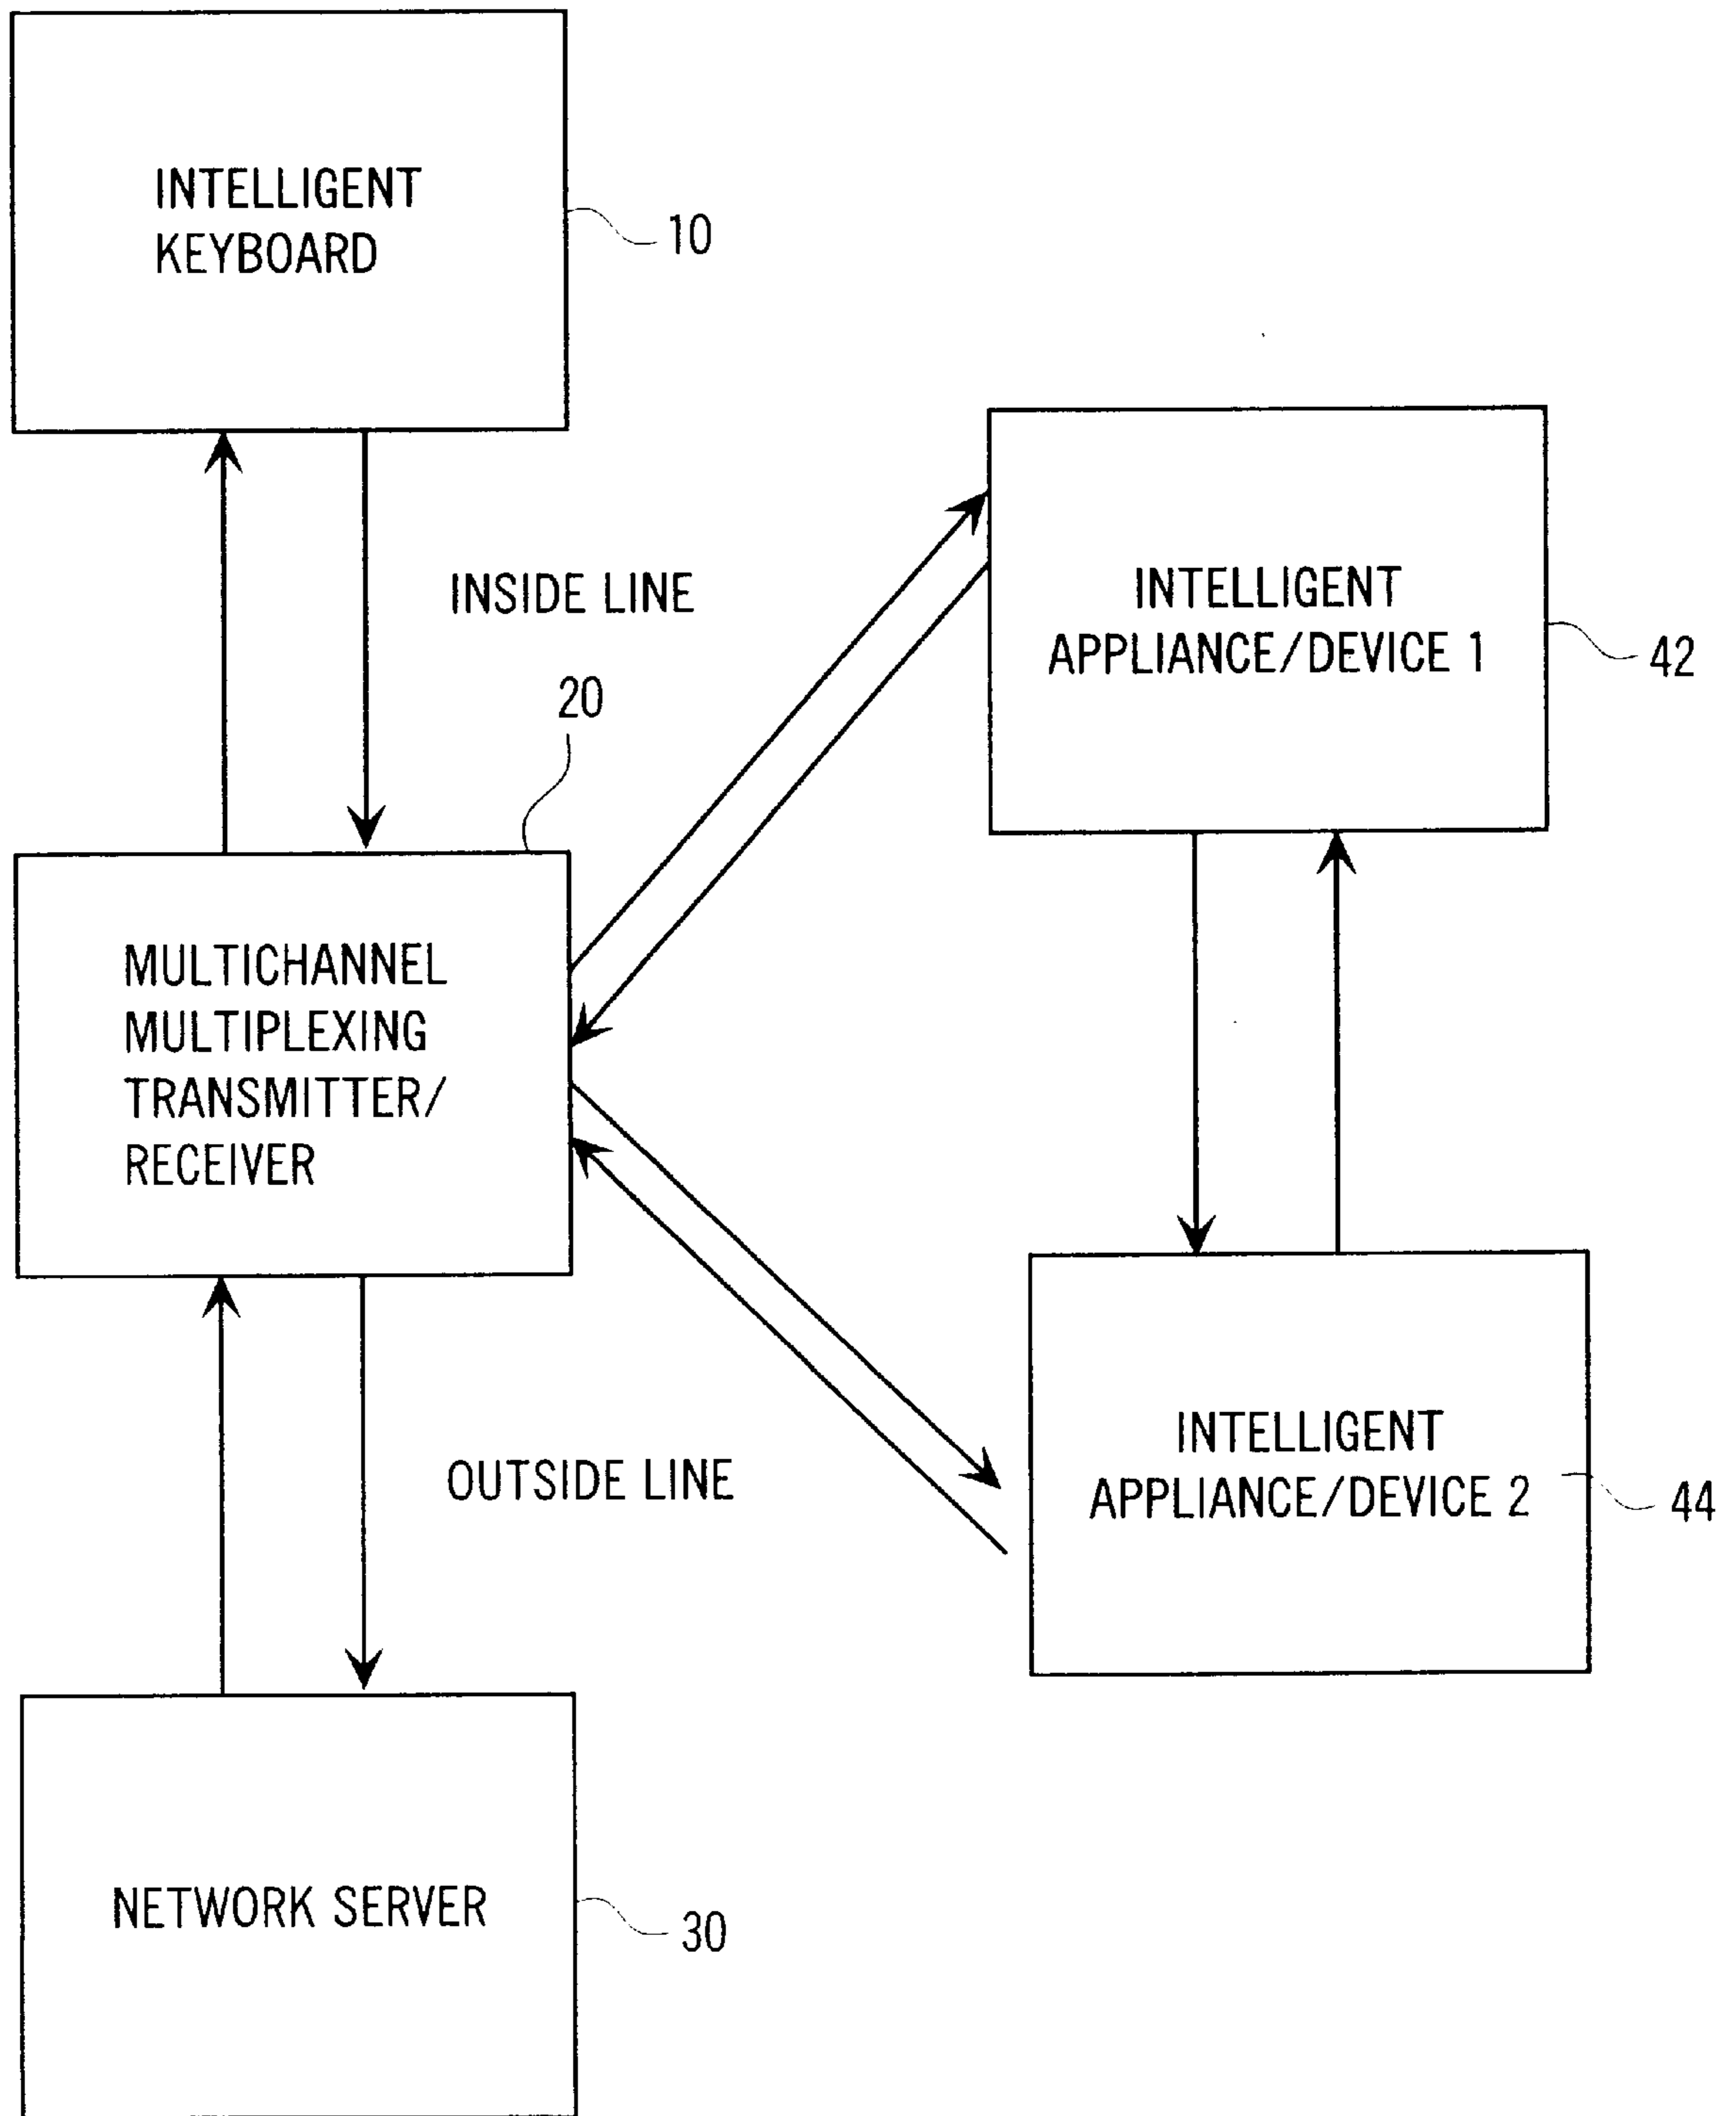 INTELLIGENT
KEYBOARD
10
INSIDE LINE
20
INTELLIGENT
APPLIANCE/DEVICE 1
42
MULTICHANNEL
MULTIPLEXING
TRANSMITTER/
RECEIVER
OUTSIDE LINE
INTELLIGENT
APPLIANCE/DEVICE 2
44
NETWORK SERVER
30